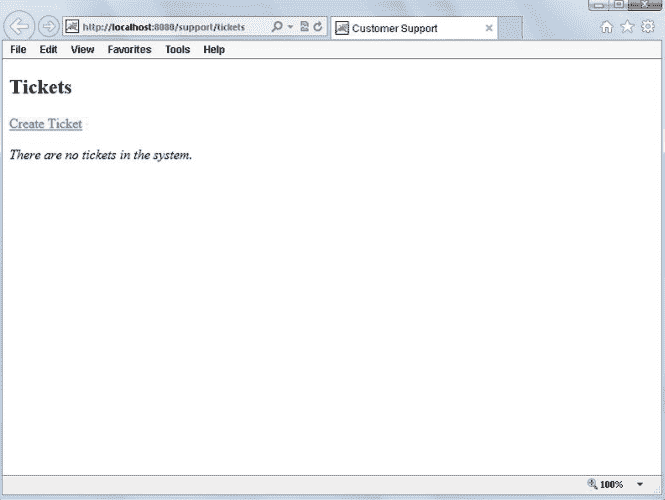 http://localhost:8080/support/tickets
Customer Support
File Edit View Favorites Tools Help
Tickets
Create Ticket
There are no tickets in the system.
100%